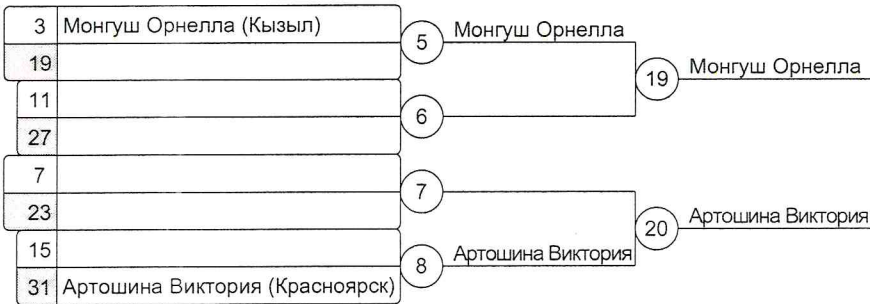 3 Монгуш Орнелла (Кызыл)
19
5 Монгуш Орнелла
19 Монгуш Орнелла
11
27
6
7
23
7
20 Артошина Виктория
15
31 Артошина Виктория (Красноярск)
8 Артошина Виктория